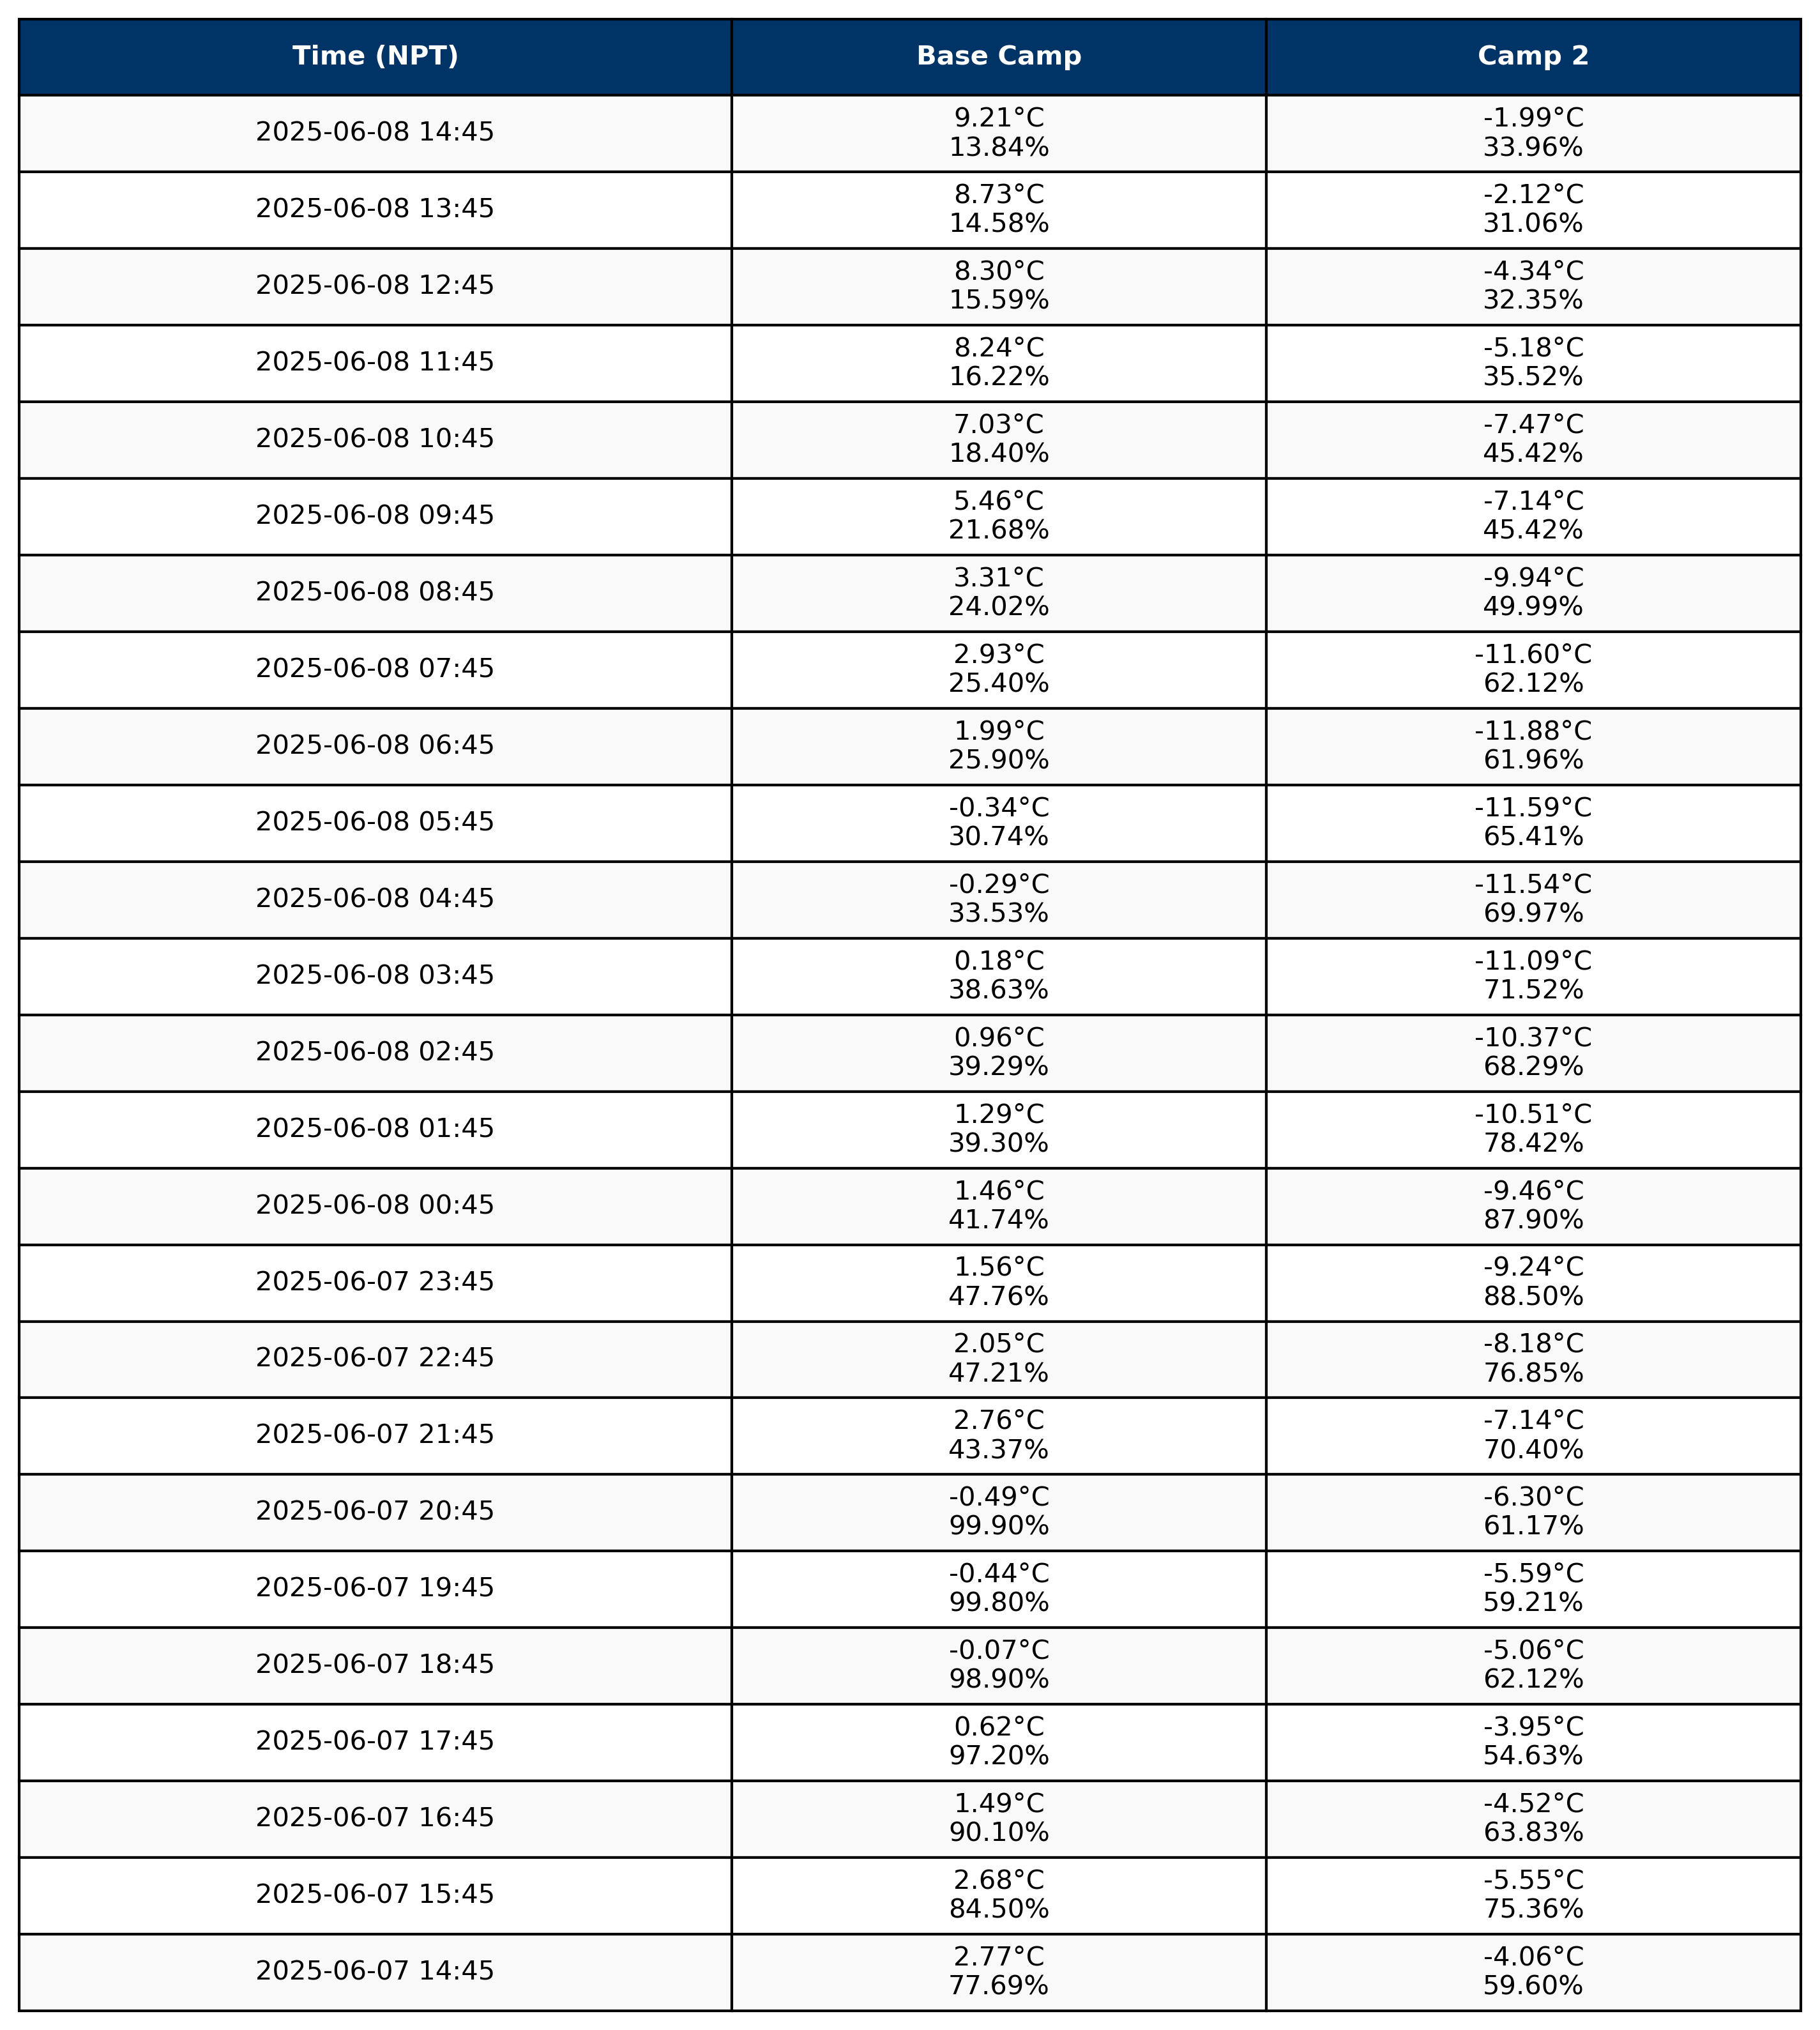 Time (NPT) Base Camp Camp 2
2025-06-08 14:45 9.21°C -1.99°C
13.84% 33.96%
2025-06-08 13:45 8.73°C -2.12°C
14.58% 31.06%
2025-06-08 12:45 8.30°C -4.34°C
15.59% 32.35%
2025-06-08 11:45 8.24°C -5.18°C
16.22% 35.52%
2025-06-08 10:45 7.03°C -7.47°C
18.40% 45.42%
2025-06-08 09:45 5.46°C -7.14°C
21.68% 45.42%
2025-06-08 08:45 3.31°C -9.94°C
24.02% 49.99%
2025-06-08 07:45 2.93°C -11.60°C
25.40% 62.12%
2025-06-08 06:45 1.99°C -11.88°C
25.90% 61.96%
2025-06-08 05:45 -0.34°C -11.59°C
30.74% 65.41%
2025-06-08 04:45 -0.29°C -11.54°C
33.53% 69.97%
2025-06-08 03:45 0.18°C -11.09°C
38.63% 71.52%
2025-06-08 02:45 0.96°C -10.37°C
39.29% 68.29%
2025-06-08 01:45 1.29°C -10.51°C
39.30% 78.42%
2025-06-08 00:45 1.46°C -9.46°C
41.74% 87.90%
2025-06-07 23:45 1.56°C -9.24°C
47.76% 88.50%
2025-06-07 22:45 2.05°C -8.18°C
47.21% 76.85%
2025-06-07 21:45 2.76°C -7.14°C
43.37% 70.40%
2025-06-07 20:45 -0.49°C -6.30°C
99.90% 61.17%
2025-06-07 19:45 -0.44°C -5.59°C
99.80% 59.21%
2025-06-07 18:45 -0.07°C -5.06°C
98.90% 62.12%
2025-06-07 17:45 0.62°C -3.95°C
97.20% 54.63%
2025-06-07 16:45 1.49°C -4.52°C
90.10% 63.83%
2025-06-07 15:45 2.68°C -5.55°C
84.50% 75.36%
2025-06-07 14:45 2.77°C -4.06°C
77.69% 59.60%